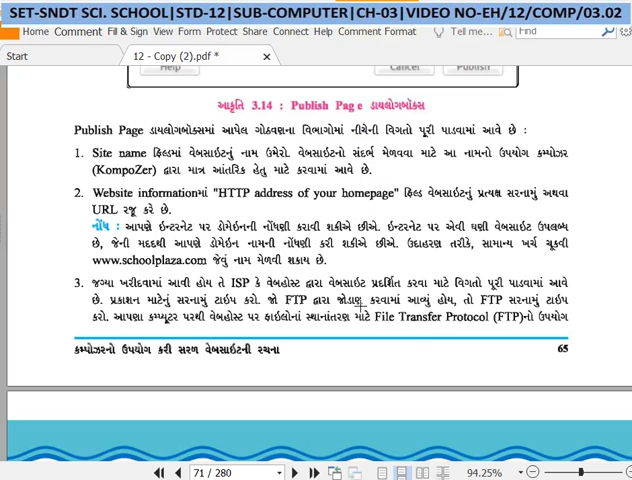 SET-SNDT SCI. SCHOOL|STD-12|SUB-COMPUTER|CH-03|VIDEO NO-EH/12/COMP/03.02
Home Comment Fill & Sign View Form Protect Share Connect Help Comment & Format Tell me... Find
Start 12 - Copy (2).pdf * ×
Help Cancel Publish
આકૃતિ 3.14 : Publish Page ડાયલોગબૉક્સ
Publish Page ડાયલોગબૉક્સમાં આપેલ ગોઠવણના વિભાગોમાં નીચેની વિગતો પૂરી પાડવામાં આવે છે :
1. Site name ફિલ્ડમાં વેબસાઈટનું નામ ઉમેરો. વેબસાઈટનો સંદર્ભ મેળવવા માટે આ નામનો ઉપયોગ કમ્પોઝર
(KompoZer) દ્વારા માત્ર આંતરિક હેતુ માટે કરવામાં આવે છે.
2. Website informationમાં "HTTP address of your homepage" ફિલ્ડ વેબસાઈટનું પ્રત્યક્ષ સરનામું અથવા
URL રજૂ કરે છે.
નોંધ : આપણે ઇન્ટરનેટ પર ડોમેઇનની નોંધણી કરાવી શકીએ છીએ. ઇન્ટરનેટ પર એવી ઘણી વેબસાઈટ ઉપલબ્ધ
છે, જેની મદદથી આપણે ડોમેઇન નામની નોંધણી કરી શકીએ છીએ. ઉદાહરણ તરીકે, સામાન્ય ખર્ચ ચૂકવી
www.schoolplaza.com જેવું નામ મેળવી શકાય છે.
3. જગ્યા ખરીદવામાં આવી હોય તે ISP કે વેબહોસ્ટ દ્વારા વેબસાઈટ પ્રદર્શિત કરવા માટે વિગતો પૂરી પાડવામાં આવે
છે. પ્રકાશન માટેનું સરનામું ટાઇપ કરો. જો FTP દ્વારા જોડાણ કરવામાં આવ્યું હોય, તો FTP સરનામું ટાઇપ
કરો. આપણા કમ્પ્યૂટર પરથી વેબહોસ્ટ પર ફાઇલોનાં સ્થાનાંતરણ માટે File Transfer Protocol (FTP)નો ઉપયોગ
કમ્પોઝરનો ઉપયોગ કરી સરળ વેબસાઈટની રચના 65
71 / 280 94.25%